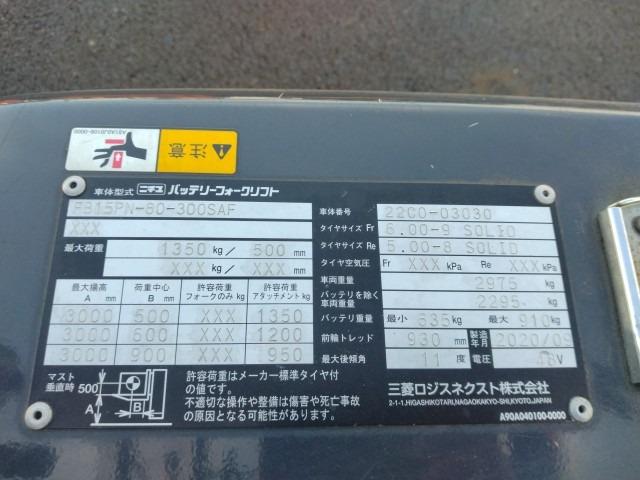 注意
A91A0J0106-0000
車体型式 ニチユ バッテリーフォークリフト
FB15PN-80-300SAF
XXX
最大荷重 1350 kg/ 500 mm
XXX kg/ XXX mm
最大揚高 A mm 荷重中心 B mm 許容荷重 フォークのみ kg 許容荷重 アタッチメント kg
3000 500 XXX 1350
3000 600 XXX 1200
3000 900 XXX 950
車体番号 22C0-03030
タイヤサイズ Fr 6.00-9 SOLID
タイヤサイズ Re 5.00-8 SOLID
タイヤ空気圧 Fr XXX kPa Re XXX kPa
車両重量 2975 kg
バッテリを除く車両重量 2295 kg
バッテリ重量 最小 635 kg 最大 910 kg
前輪トレッド 930 mm 製造年月 2020/09
最大後傾角 11 度 電圧 48 V
マスト垂直時 500 A B
許容荷重はメーカー標準タイヤ付
の値です。
不適切な操作や整備は傷害や死亡事故
の原因となる可能性があります。
三菱ロジスネクスト株式会社
2-1-1.HIGASHIKOTARI,NAGAOKAKYO-SHI,KYOTO,JAPAN
A90A040100-0000